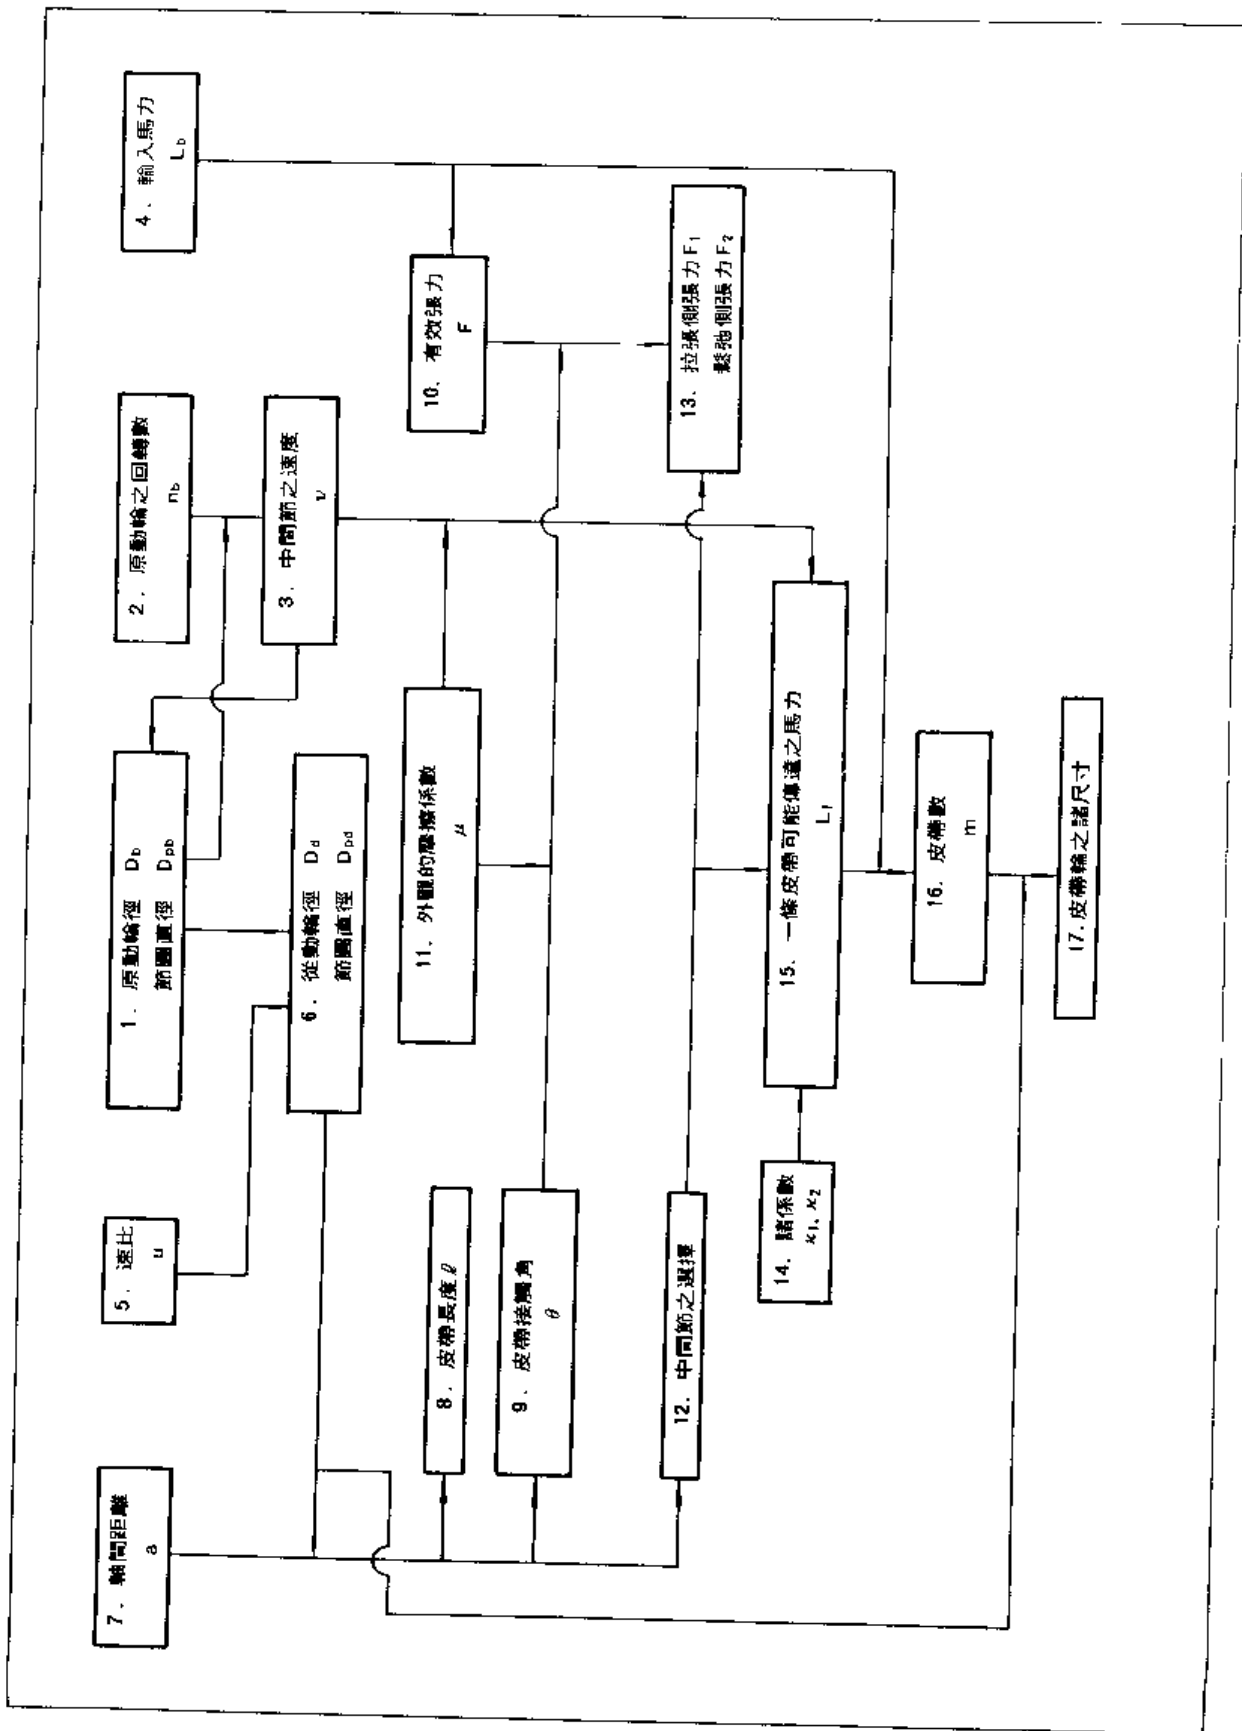 7. 軸間距離
a
5. 速比
u
1. 原動輪徑 Db
節圓直徑 Dpb
2. 原動輪之回轉數
nb
4. 輸入馬力
Lb
6. 從動輪徑 Dd
節圓直徑 Dpd
3. 中間節之速度
υ
8. 皮帶長度ℓ
9. 皮帶接觸角
θ
11. 外觀的摩擦係數
μ
10. 有效張力
F
12. 中間節之選擇
13. 拉張側張力F1
鬆弛側張力F2
14. 諸係數
κ1、κ2
15. 一條皮帶可能傳達之馬力
L1
16. 皮帶數
m
17. 皮帶輪之諸尺寸